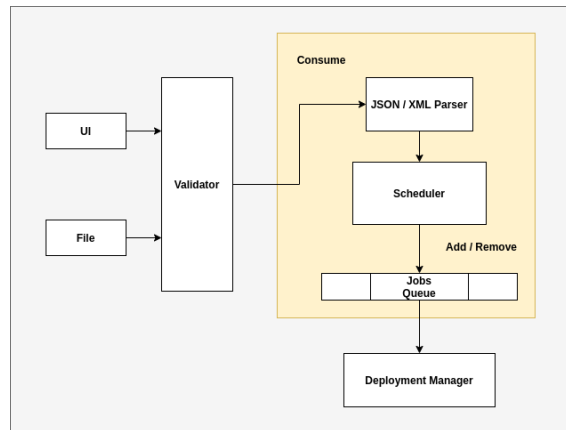 Consume
JSON / XML Parser
UI
Validator
Scheduler
File
Add / Remove
Jobs
Queue
Deployment Manager